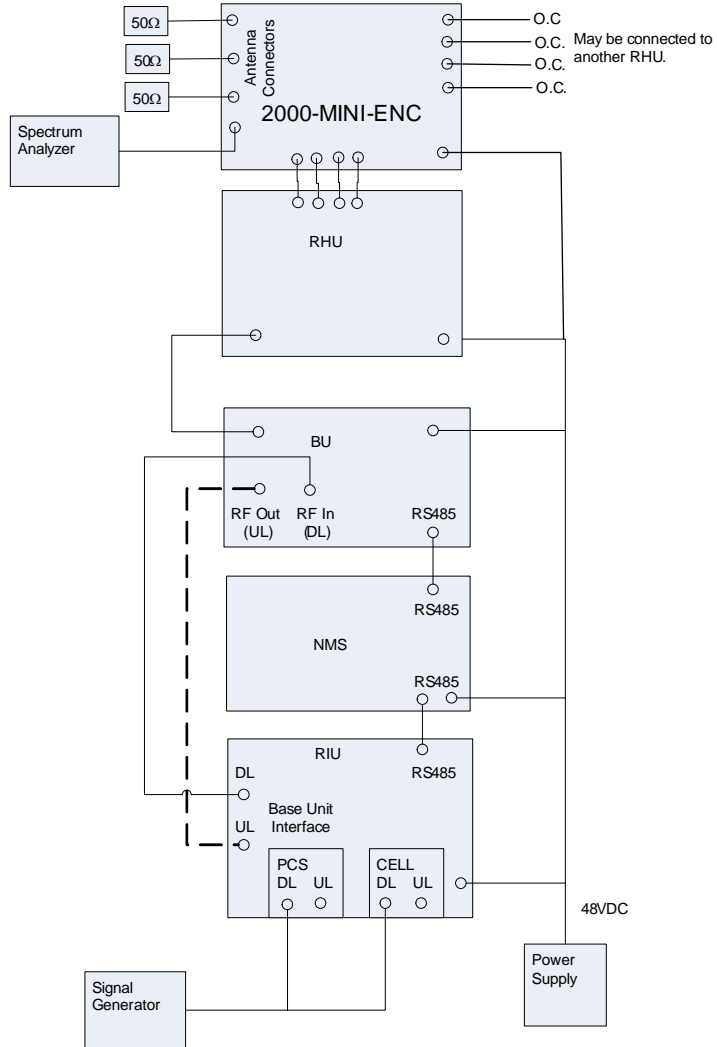 50Ω
50Ω
50Ω
Antenna
Connectors
O.C
O.C.
O.C.
O.C.
May be connected to
another RHU.
2000-MINI-ENC
Spectrum
Analyzer
RHU
BU
RF Out
(UL)
RF In
(DL)
RS485
RS485
NMS
RS485
RIU
RS485
DL
Base Unit
Interface
UL
PCS
DL UL
CELL
DL UL
48VDC
Power
Supply
Signal
Generator